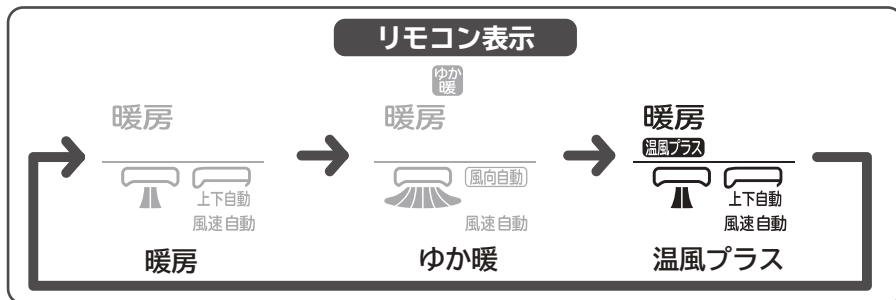 リモコン表示
暖房
上下自動
風速自動
暖房
ゆか
暖
暖房
風向自動
風速自動
ゆか暖
暖房
温風プラス
上下自動
風速自動
温風プラス